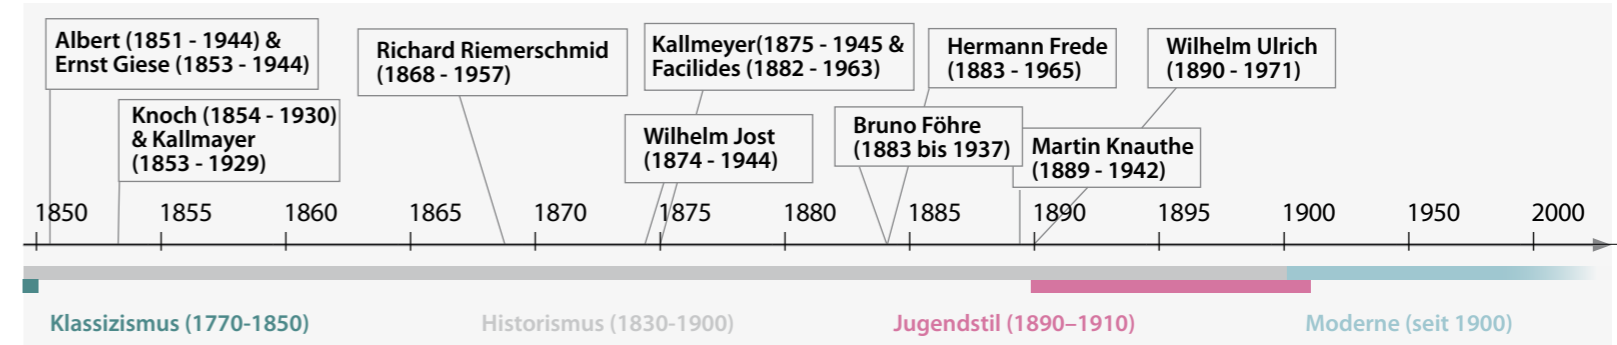 Albert (1851 - 1944) &
Ernst Giese (1853 - 1944)
Knoch (1854 - 1930)
& Kallmayer
(1853 - 1929)
Richard Riemerschmid
(1868 - 1957)
Kallmeyer(1875 - 1945 &
Facilides (1882 - 1963)
Wilhelm Jost
(1874 - 1944)
Hermann Frede
(1883 - 1965)
Bruno Föhre
(1883 bis 1937)
Wilhelm Ulrich
(1890 - 1971)
Martin Knauthe
(1889 - 1942)
1850 1855 1860 1865 1870 1875 1880 1885 1890 1895 1900 1950 2000
Klassizismus (1770-1850) Historismus (1830-1900) Jugendstil (1890–1910) Moderne (seit 1900)